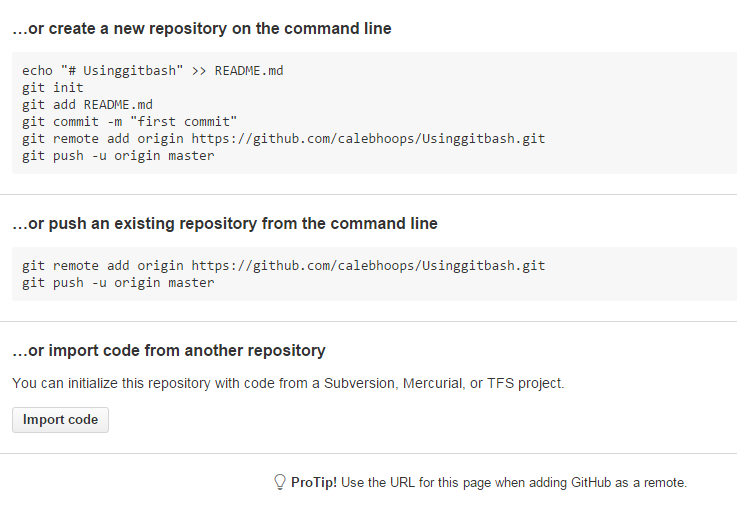 ...or create a new repository on the command line
echo "# Usinggitbash" >> README.md
git init
git add README.md
git commit -m "first commit"
git remote add origin https://github.com/calebhoops/Usinggitbash.git
git push -u origin master
...or push an existing repository from the command line
git remote add origin https://github.com/calebhoops/Usinggitbash.git
git push -u origin master
...or import code from another repository
You can initialize this repository with code from a Subversion, Mercurial, or TFS project.
Import code
ProTip! Use the URL for this page when adding GitHub as a remote.